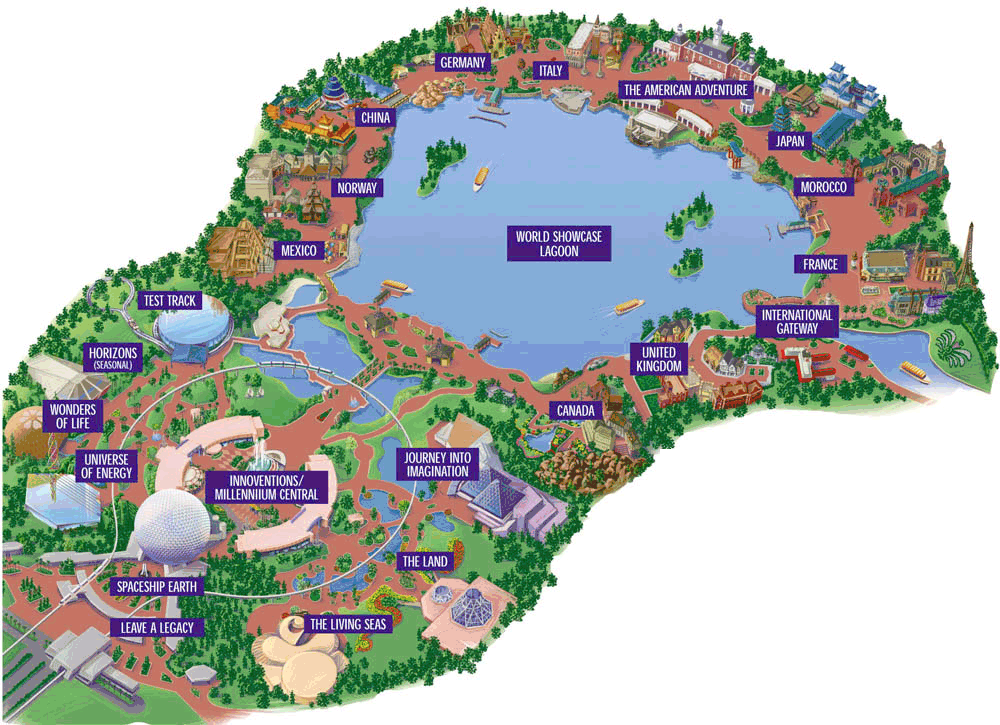 GERMANY
ITALY
THE AMERICAN ADVENTURE
CHINA
JAPAN
NORWAY
MOROCCO
WORLD SHOWCASE
LAGOON
MEXICO
FRANCE
TEST TRACK
INTERNATIONAL
GATEWAY
HORIZONS
(SEASONAL)
UNITED
KINGDOM
WONDERS
OF LIFE
CANADA
UNIVERSE
OF ENERGY
JOURNEY INTO
IMAGINATION
INNOVENTIONS/
MILLENNIIUM CENTRAL
THE LAND
SPACESHIP EARTH
LEAVE A LEGACY
THE LIVING SEAS